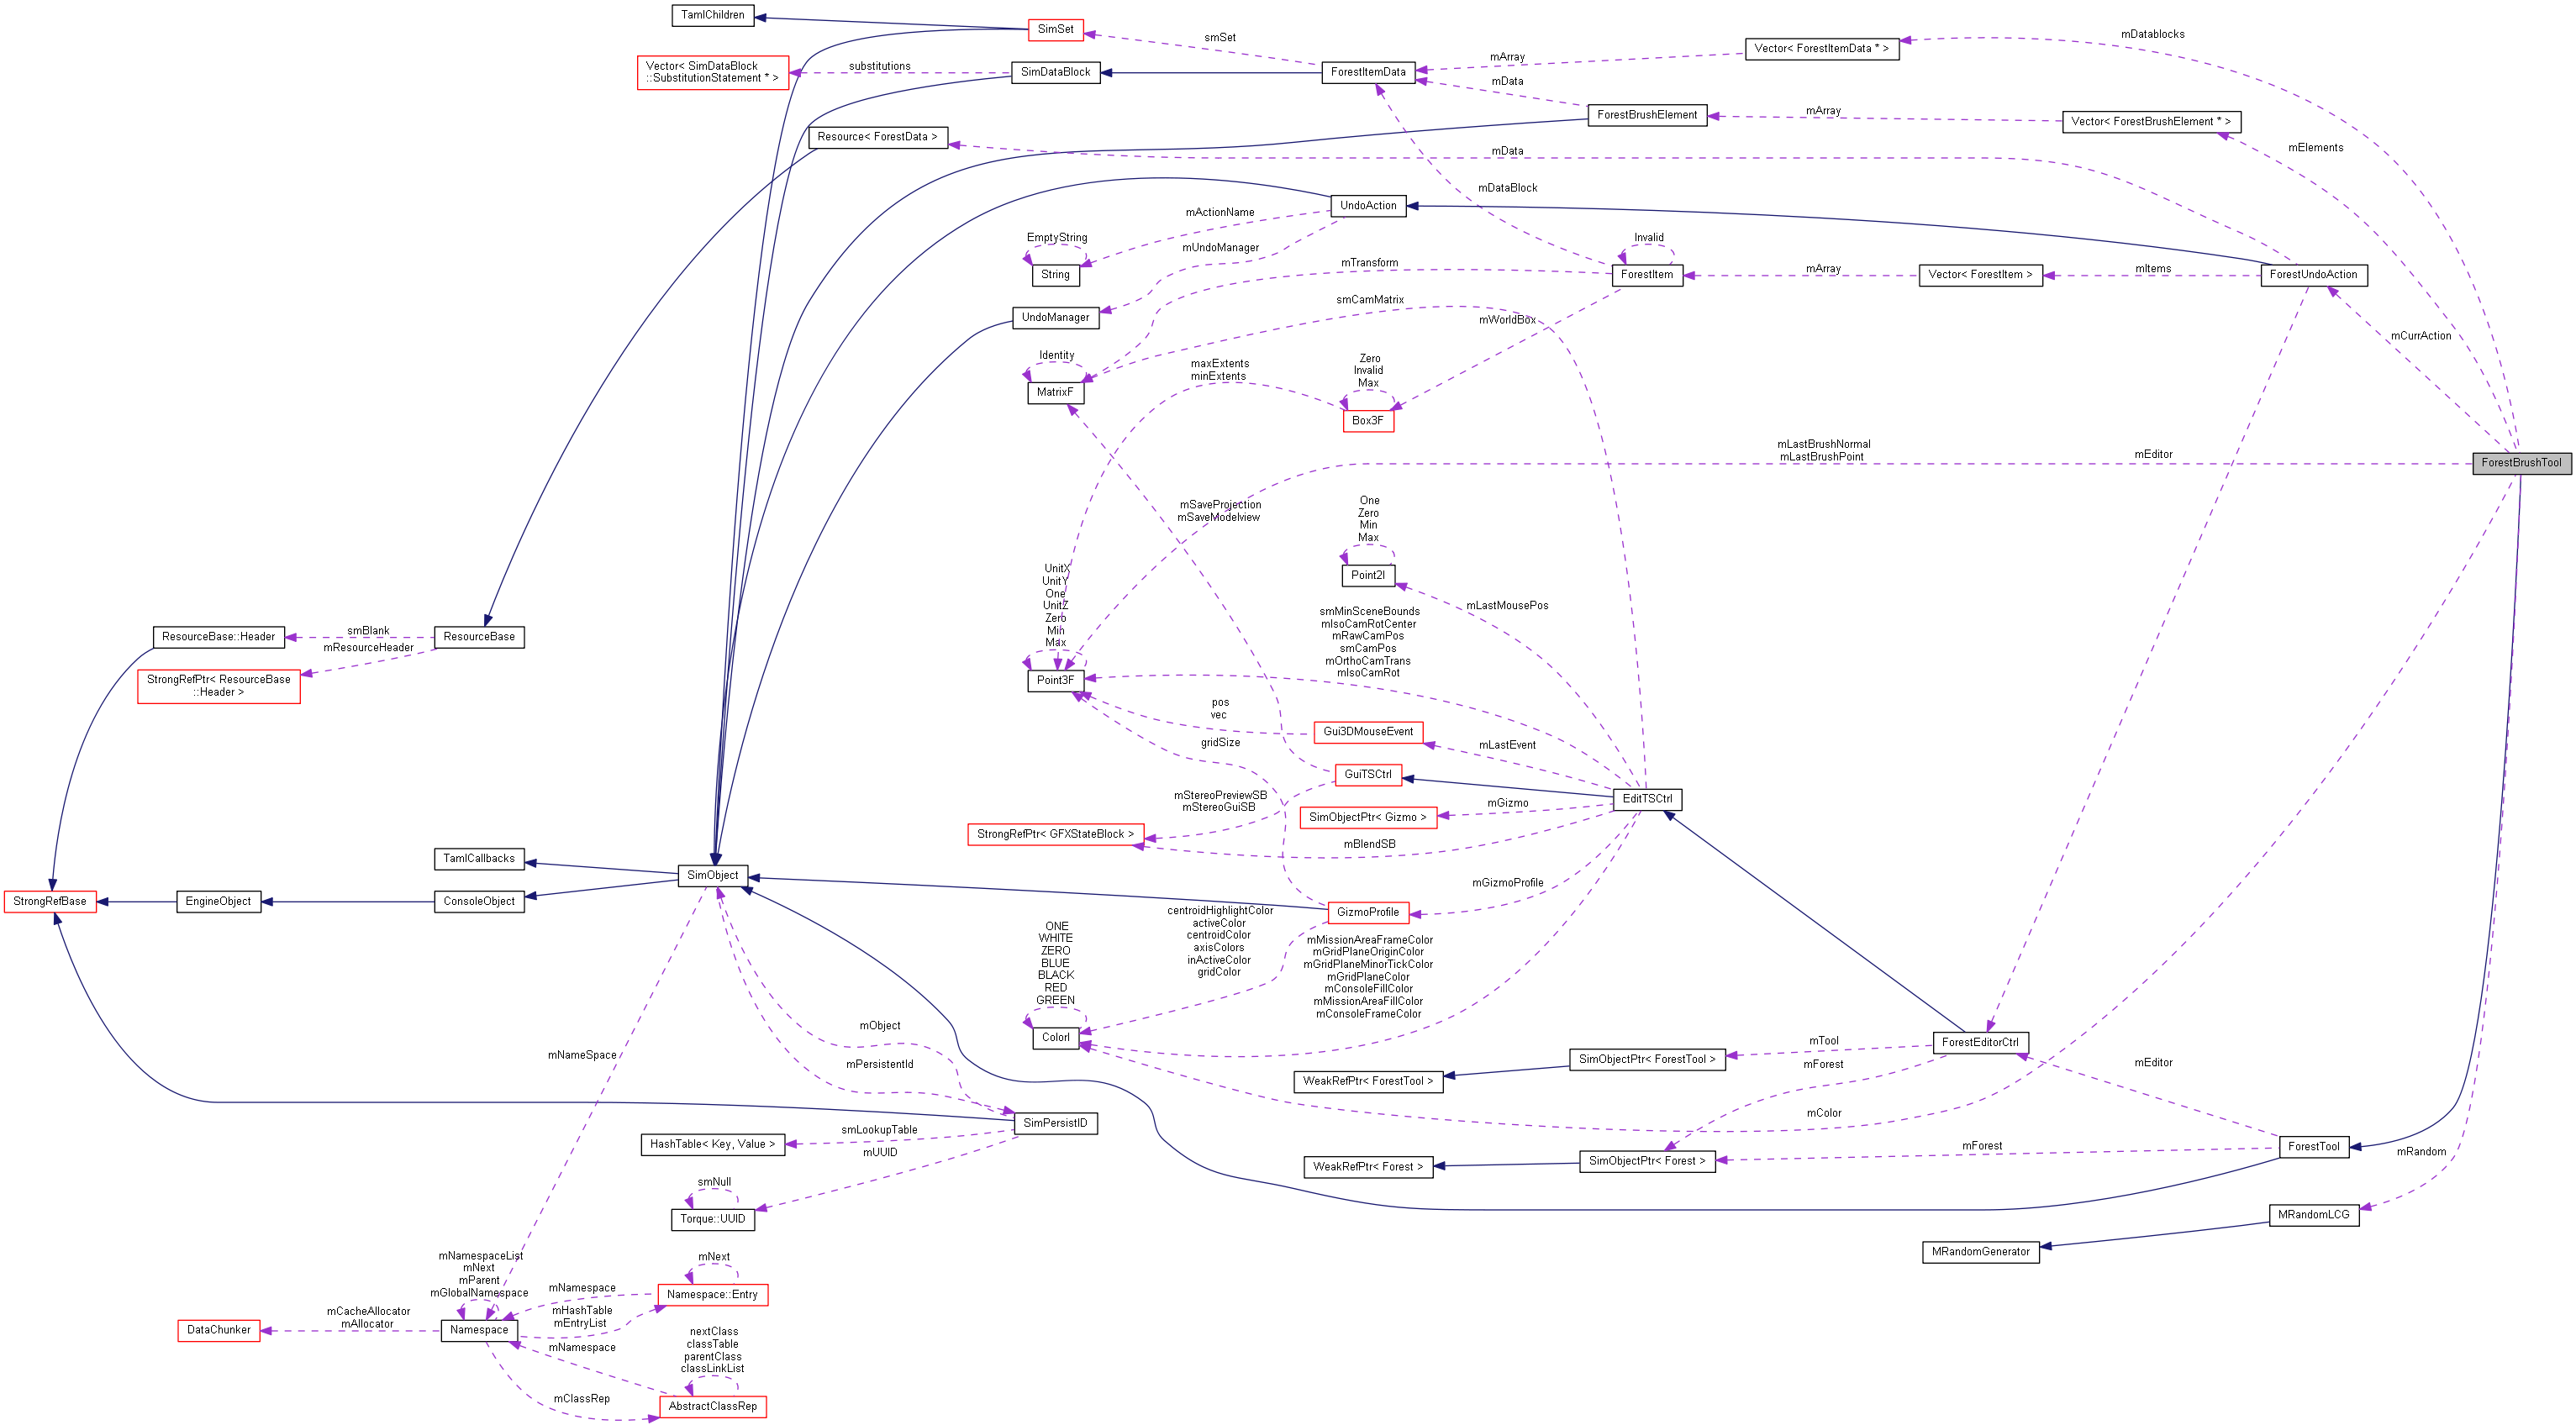 TamlChildren
SimSet
smSet
Vector< ForestItemData * >
mDatablocks
mArray
Vector< SimDataBlock
::SubstitutionStatement * >
substitutions
SimDataBlock
ForestItemData
mData
ForestBrushElement
mArray
Vector< ForestBrushElement * >
Resource< ForestData >
mData
mElements
mDataBlock
UndoAction
mActionName
EmptyString
String
mUndoManager
mTransform
Invalid
ForestItem
mArray
Vector< ForestItem >
mItems
ForestUndoAction
smCamMatrix
UndoManager
mWorldBox
mCurrAction
Identity
MatrixF
maxExtents
minExtents
Zero
Invalid
Max
Box3F
mLastBrushNormal
mLastBrushPoint
mEditor
ForestBrushTool
mSaveProjection
mSaveModelview
One
Zero
Min
Max
Point2I
mLastMousePos
UnitX
UnitY
One
UnitZ
Zero
Min
Max
Point3F
smMinSceneBounds
mIsoCamRotCenter
mRawCamPos
smCamPos
mOrthoCamTrans
mIsoCamRot
ResourceBase::Header
smBlank
mResourceHeader
ResourceBase
StrongRefPtr< ResourceBase
::Header >
pos
vec
Gui3DMouseEvent
mLastEvent
gridSize
GuiTSCtrl
mStereoPreviewSB
mStereoGuiSB
EditTSCtrl
SimObjectPtr< Gizmo >
mGizmo
StrongRefPtr< GFXStateBlock >
mBlendSB
TamlCallbacks
SimObject
mGizmoProfile
StrongRefBase
EngineObject
ConsoleObject
GizmoProfile
centroidHighlightColor
activeColor
centroidColor
axisColors
inActiveColor
gridColor
ONE
WHITE
ZERO
BLUE
BLACK
RED
GREEN
ColorI
mMissionAreaFrameColor
mGridPlaneOriginColor
mGridPlaneMinorTickColor
mGridPlaneColor
mConsoleFillColor
mMissionAreaFillColor
mConsoleFrameColor
mObject
mNameSpace
mPersistentId
ForestEditorCtrl
mTool
SimObjectPtr< ForestTool >
mForest
mEditor
WeakRefPtr< ForestTool >
mColor
SimPersistID
smLookupTable
HashTable< Key, Value >
mUUID
ForestTool
mForest
SimObjectPtr< Forest >
WeakRefPtr< Forest >
mRandom
smNull
Torque::UUID
MRandomLCG
MRandomGenerator
mNamespaceList
mNext
mParent
mGlobalNamespace
mNext
mNamespace
Namespace::Entry
mHashTable
mEntryList
mCacheAllocator
mAllocator
DataChunker
Namespace
mNamespace
nextClass
classTable
parentClass
classLinkList
mClassRep
AbstractClassRep